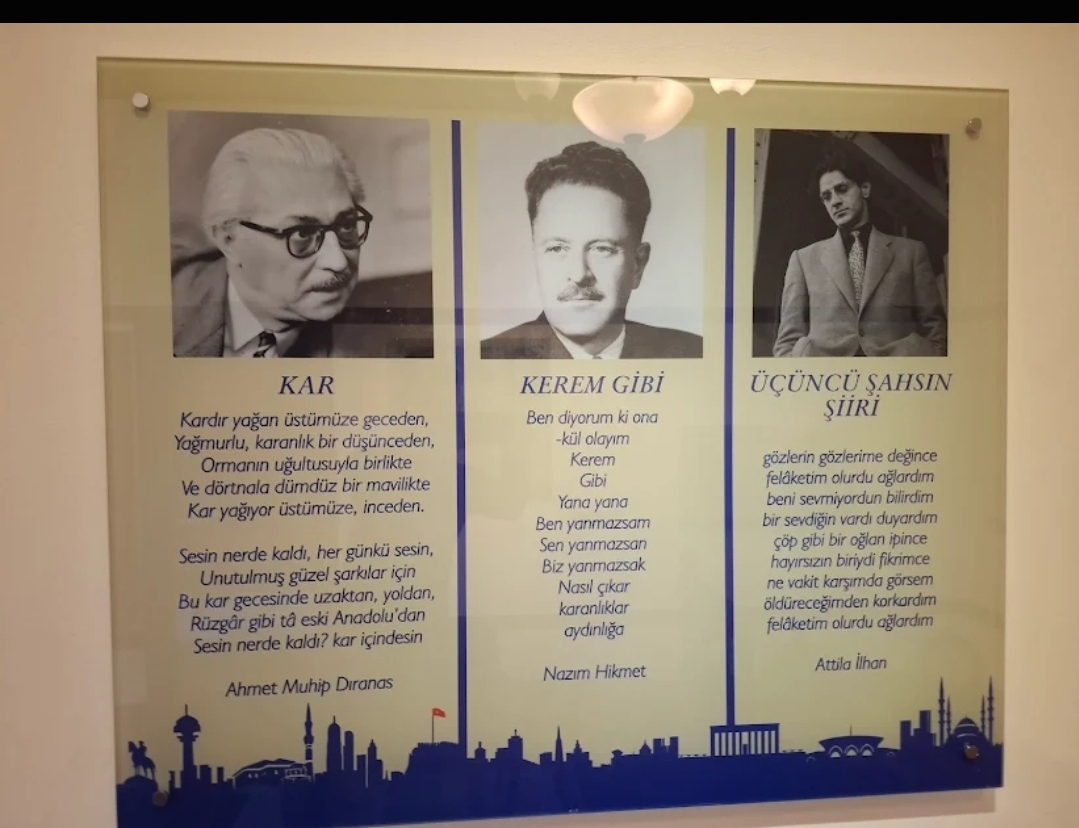 KAR
Kardır yağan üstümüze geceden,
Yağmurlu, karanlık bir düşünceden,
Ormanın uğultusuyla birlikte
Ve dörtnala dümdüz bir mavilikte
Kar yağıyor üstümüze, inceden.
Sesin nerde kaldı, her günkü sesin,
Unutulmuş güzel şarkılar için
Bu kar gecesinde uzaktan, yoldan,
Rüzgâr gibi tâ eski Anadolu'dan
Sesin nerde kaldı? kar içindesin
Ahmet Muhip Dıranas
KEREM GİBİ
Ben diyorum ki ona
-kül olayım
Kerem
Gibi
Yana yana
Ben yanmazsam
Sen yanmazsan
Biz yanmazsak
Nasıl çıkar
karanlıklar
aydınlığa
Nazım Hikmet
ÜÇÜNCÜ ŞAHSIN
ŞİİRİ
gözlerin gözlerime değince
felâketim olurdu ağlardım
beni sevmiyordun bilirdim
bir sevdiğin vardı duyardım
çöp gibi bir oğlan ipince
hayırsızın biriydi fikrimce
ne vakit karşımda görsem
öldüreceğimden korkardım
felâketim olurdu ağlardım
Attila İlhan